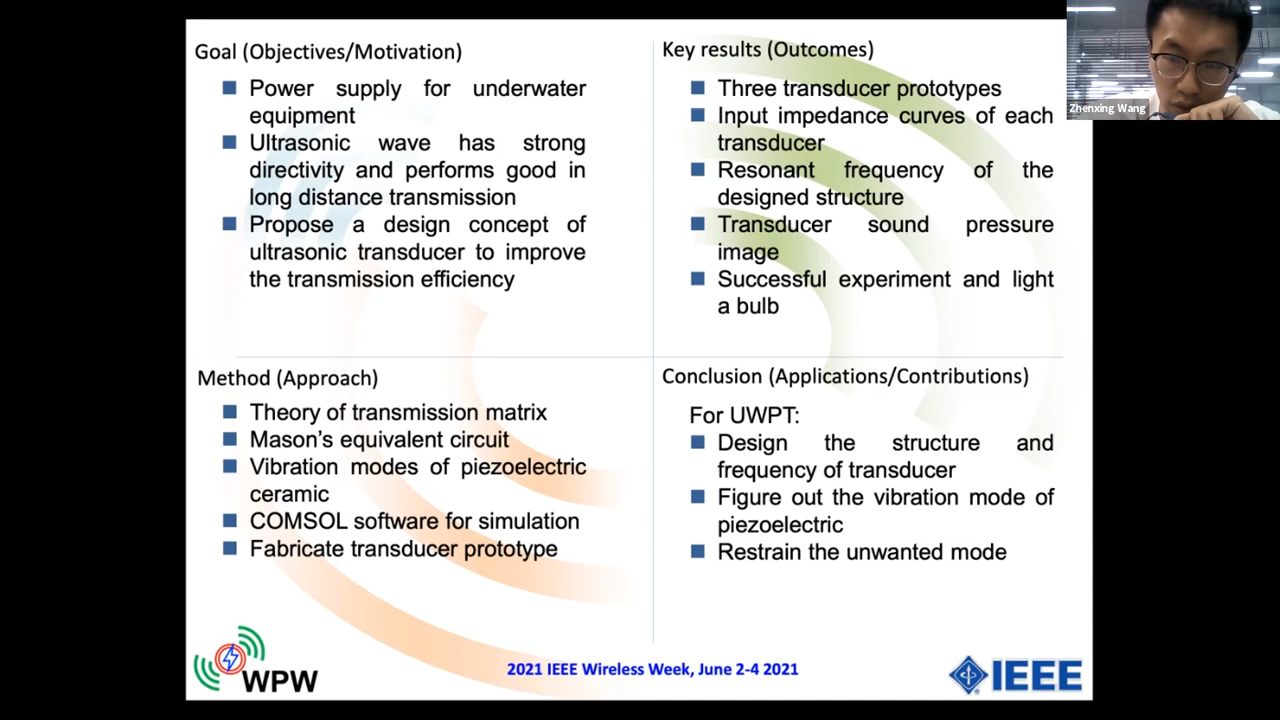 Goal (Objectives/Motivation)
Power supply for underwater
equipment
Ultrasonic wave has strong
directivity and performs good in
long distance transmission
Propose a design concept of
ultrasonic transducer to improve
the transmission efficiency
Key results (Outcomes)
Three transducer prototypes
Input impedance curves of each
transducer
Resonant frequency of the
designed structure
Transducer sound pressure
image
Successful experiment and light
a bulb
Zhenxing Wang
Method (Approach)
Theory of transmission matrix
Mason's equivalent circuit
Vibration modes of piezoelectric
ceramic
COMSOL software for simulation
Fabricate transducer prototype
Conclusion (Applications/Contributions)
For UWPT:
Design the structure and
frequency of transducer
Figure out the vibration mode of
piezoelectric
Restrain the unwanted mode
WPW
2021 IEEE Wireless Week, June 2-4 2021
IEEE